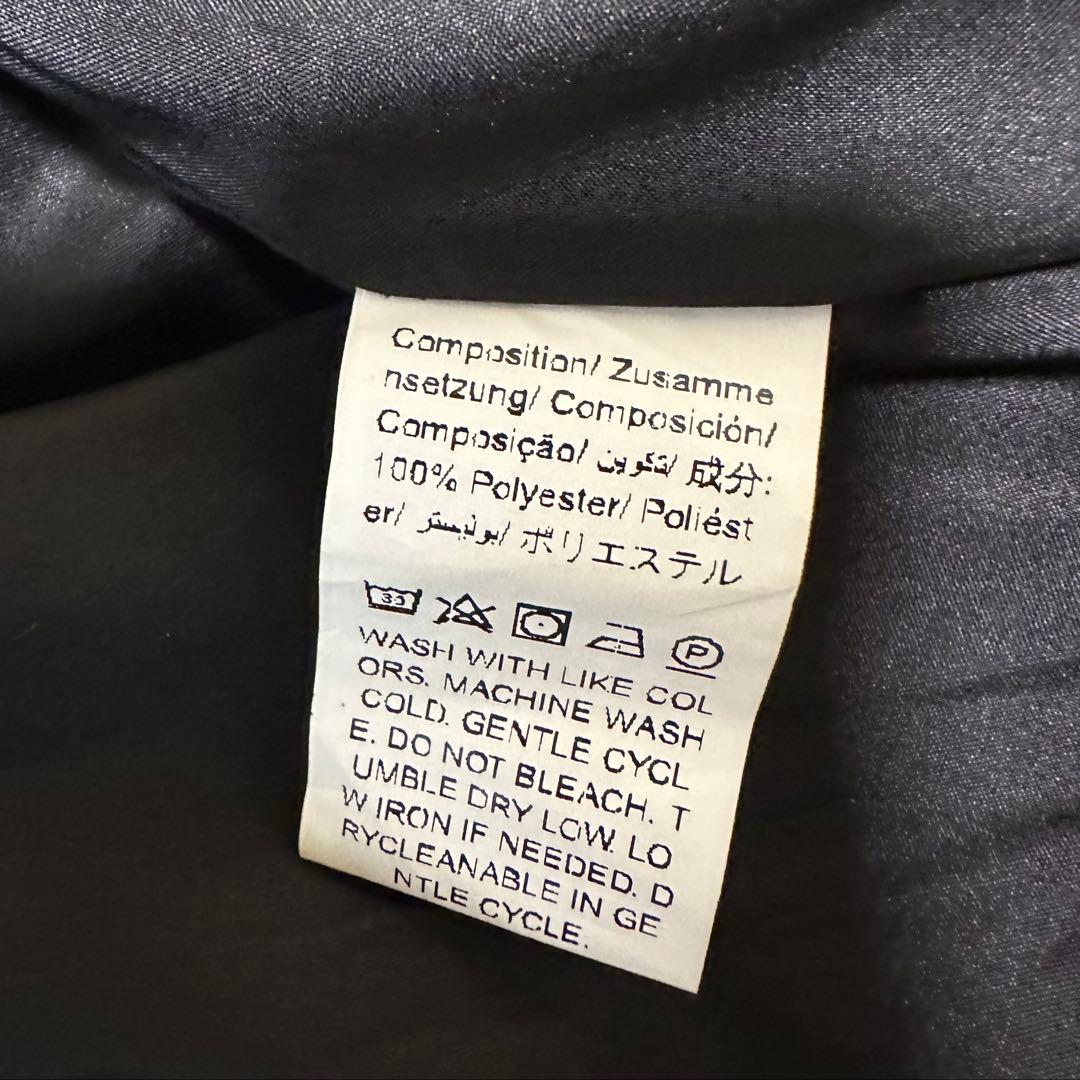 Composition/ Zusamme
nsetzung/ Composición/
Composição/ تكوين/ 成分:
100% Polyester/ Poliést
er/ بوليستر/ ポリエステル
30 P
WASH WITH LIKE COL
ORS. MACHINE WASH
COLD. GENTLE CYCL
E. DO NOT BLEACH. T
UMBLE DRY LOW. LO
W IRON IF NEEDED. D
RYCLEANABLE IN GE
NTLE CYCLE.